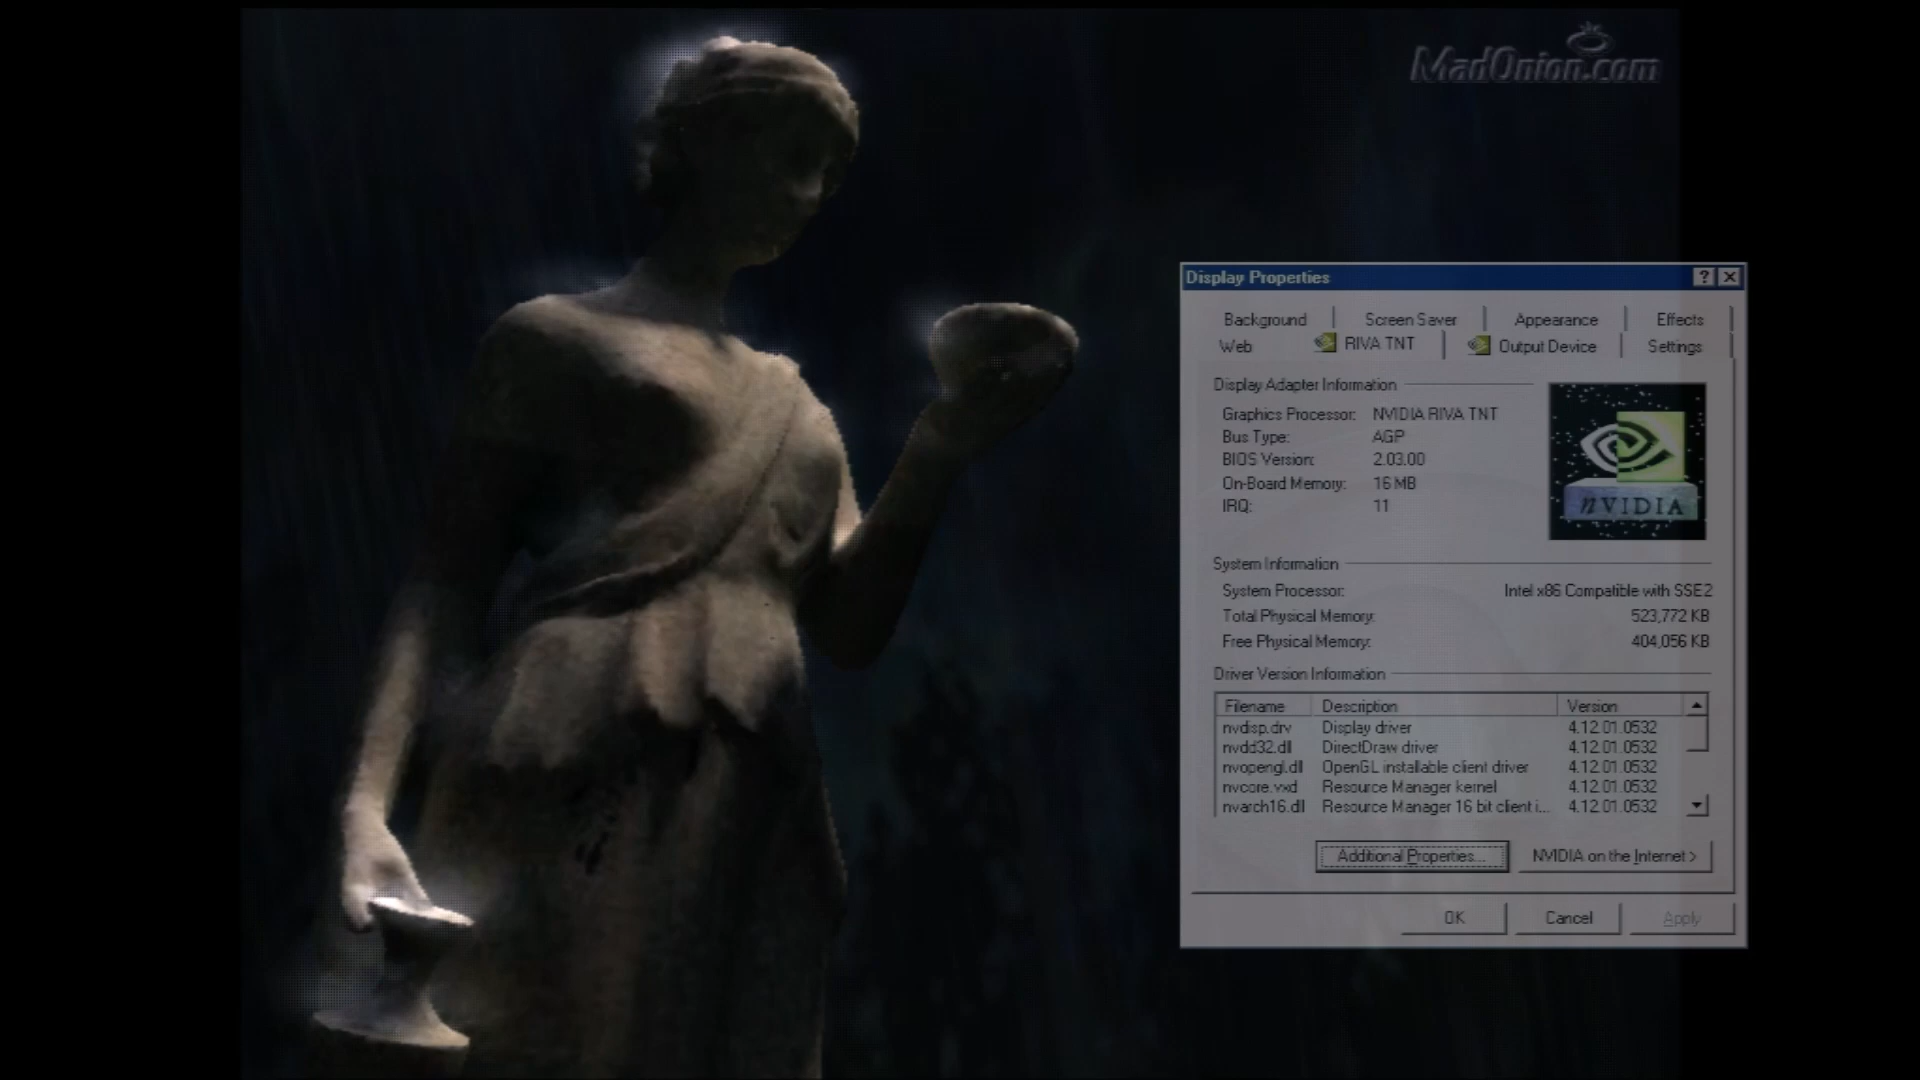 MadOnion.com
Display Properties
Background Screen Saver Appearance Effects
Web RIVA TNT Output Device Settings
Display Adapter Information
Graphics Processor: NVIDIA RIVA TNT
Bus Type: AGP
BIOS Version: 2.03.00
On-Board Memory: 16 MB
IRQ: 11
nVIDIA
System Information
System Processor: Intel x86 Compatible with SSE2
Total Physical Memory: 523,772 KB
Free Physical Memory: 404,056 KB
Driver Version Information
Filename Description Version
nvdisp.drv Display driver 4.12.01.0532
nvdd32.dll DirectDraw driver 4.12.01.0532
nvopengl.dll OpenGL installable client driver 4.12.01.0532
nvcore.vxd Resource Manager kernel 4.12.01.0532
nvarch16.dll Resource Manager 16 bit client i... 4.12.01.0532
Additional Properties... NVIDIA on the Internet >
OK Cancel Apply